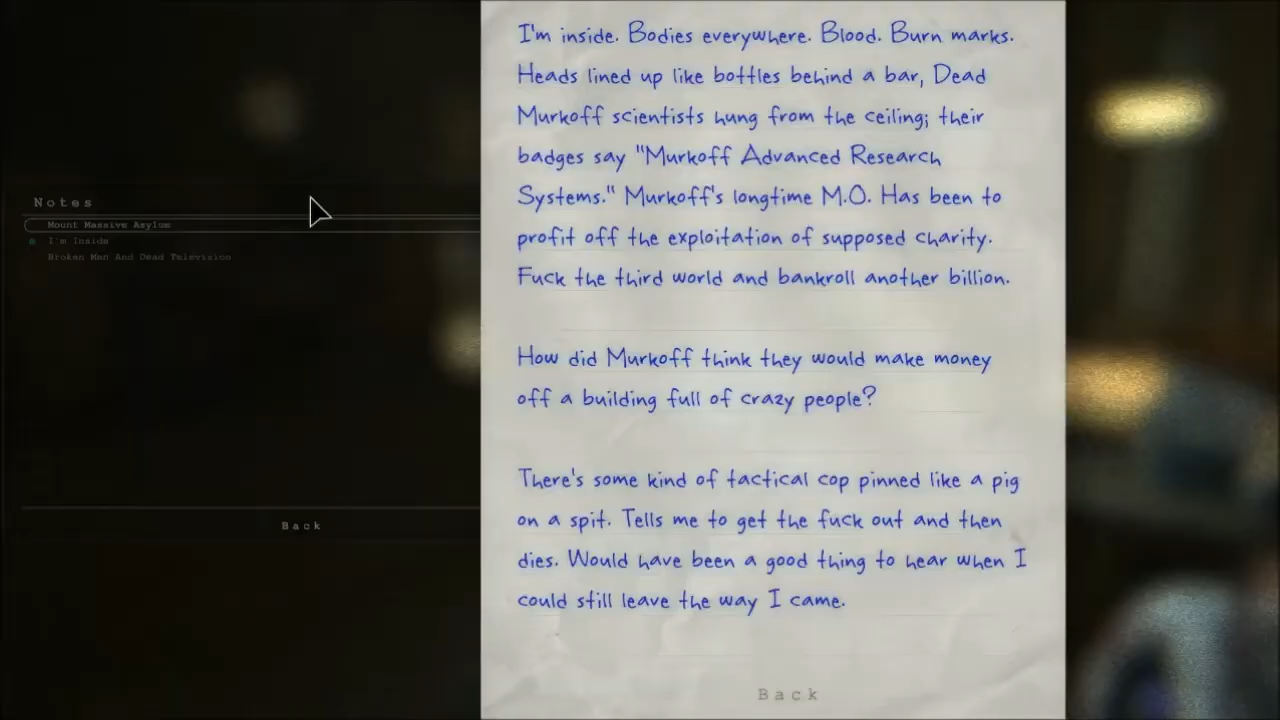 Notes
Mount Massive Asylum
I'm Inside
Broken Man And Dead Television
Back
I'm inside. Bodies everywhere. Blood. Burn marks.
Heads lined up like bottles behind a bar, Dead
Murkoff scientists hung from the ceiling; their
badges say "Murkoff Advanced Research
Systems." Murkoff's longtime M.O. Has been to
profit off the exploitation of supposed charity.
Fuck the third world and bankroll another billion.
How did Murkoff think they would make money
off a building full of crazy people?
There's some kind of tactical cop pinned like a pig
on a spit. Tells me to get the fuck out and then
dies. Would have been a good thing to hear when I
could still leave the way I came.
Back